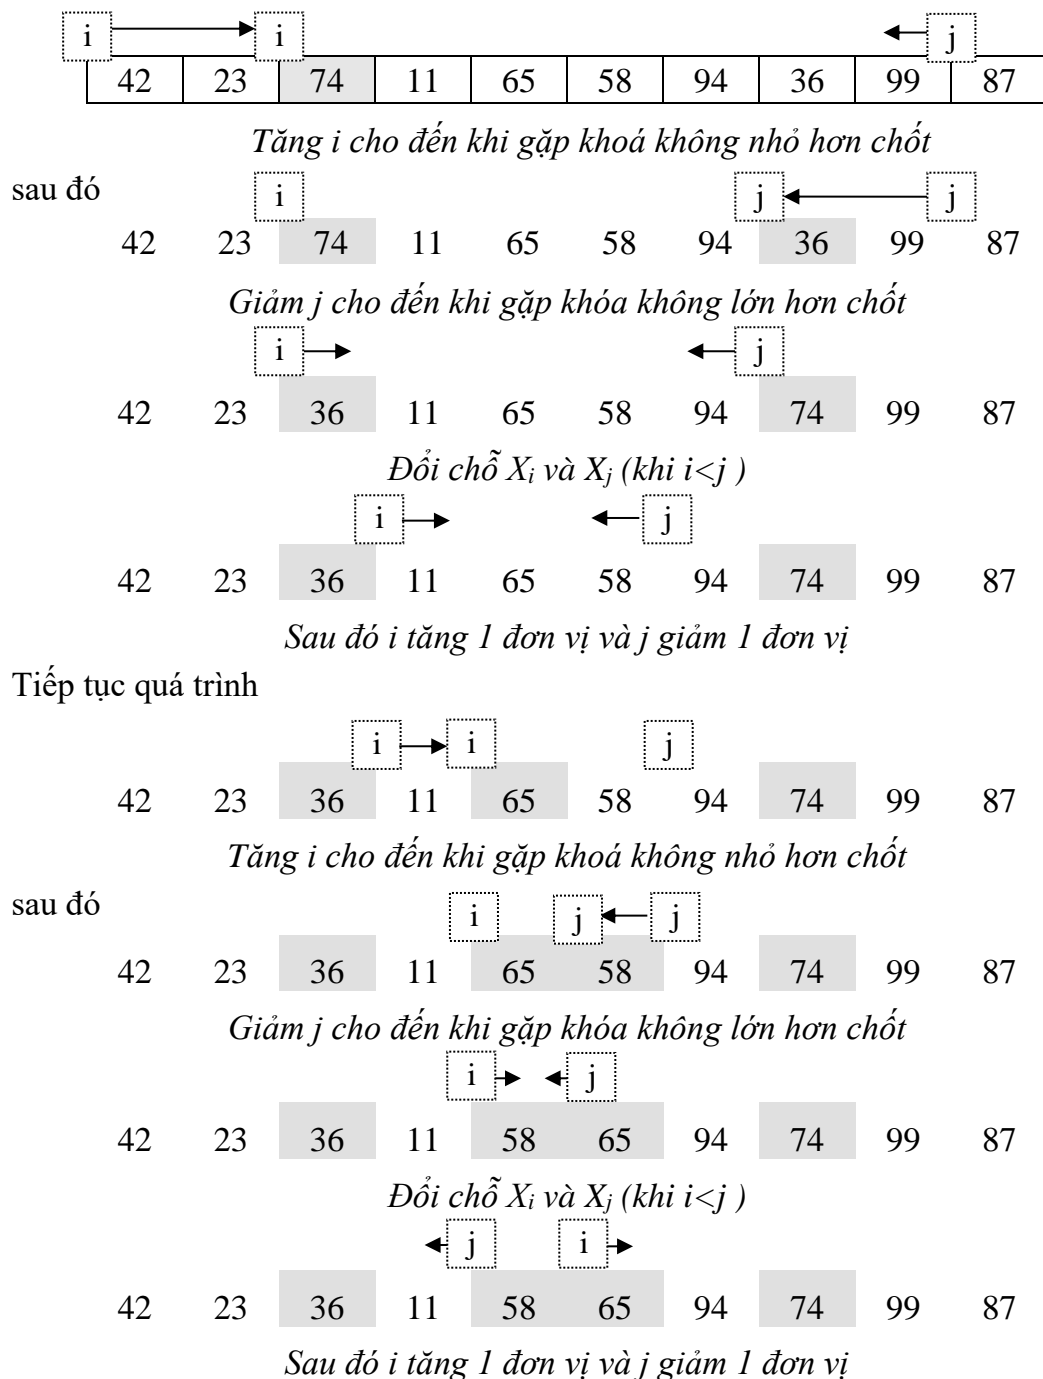 i i j
42 23 74 11 65 58 94 36 99 87
Tăng i cho đến khi gặp khoá không nhỏ hơn chốt
sau đó i j j
42 23 74 11 65 58 94 36 99 87
Giảm j cho đến khi gặp khóa không lớn hơn chốt
i j
42 23 36 11 65 58 94 74 99 87
Đổi chỗ Xi và Xj (khi i<j )
i j
42 23 36 11 65 58 94 74 99 87
Sau đó i tăng 1 đơn vị và j giảm 1 đơn vị
Tiếp tục quá trình
i i j
42 23 36 11 65 58 94 74 99 87
Tăng i cho đến khi gặp khoá không nhỏ hơn chốt
sau đó i j j
42 23 36 11 65 58 94 74 99 87
Giảm j cho đến khi gặp khóa không lớn hơn chốt
i j
42 23 36 11 58 65 94 74 99 87
Đổi chỗ Xi và Xj (khi i<j )
j i
42 23 36 11 58 65 94 74 99 87
Sau đó i tăng 1 đơn vị và j giảm 1 đơn vị